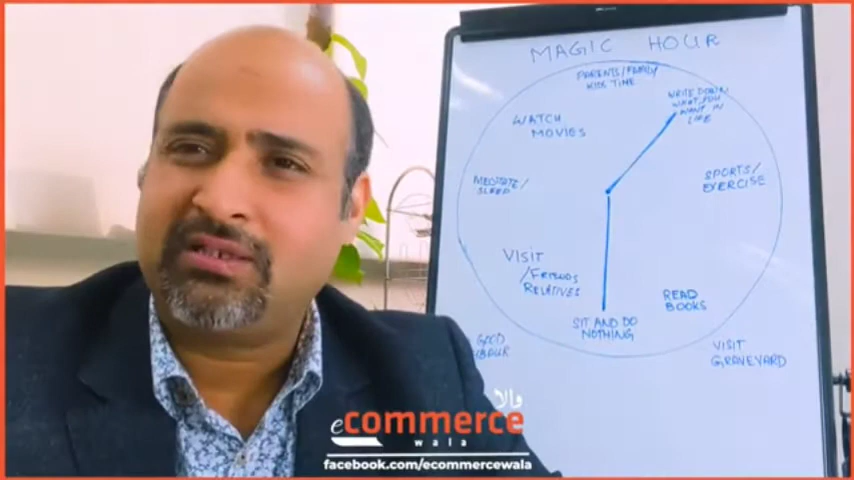 MAGIC HOUR
PARENTS/FAMILY
KIDS TIME
WRITE DOWN
WHAT YOU
WANT IN
LIFE
WATCH
MOVIES
MEDITATE/
SLEEP
SPORTS/
EXERCISE
VISIT
/FRIENDS
RELATIVES
READ
BOOKS
SIT AND DO
NOTHING
GOOD
VISIT
GRAVEYARD
والا
ecommerce
wala
facebook.com/ecommercewala